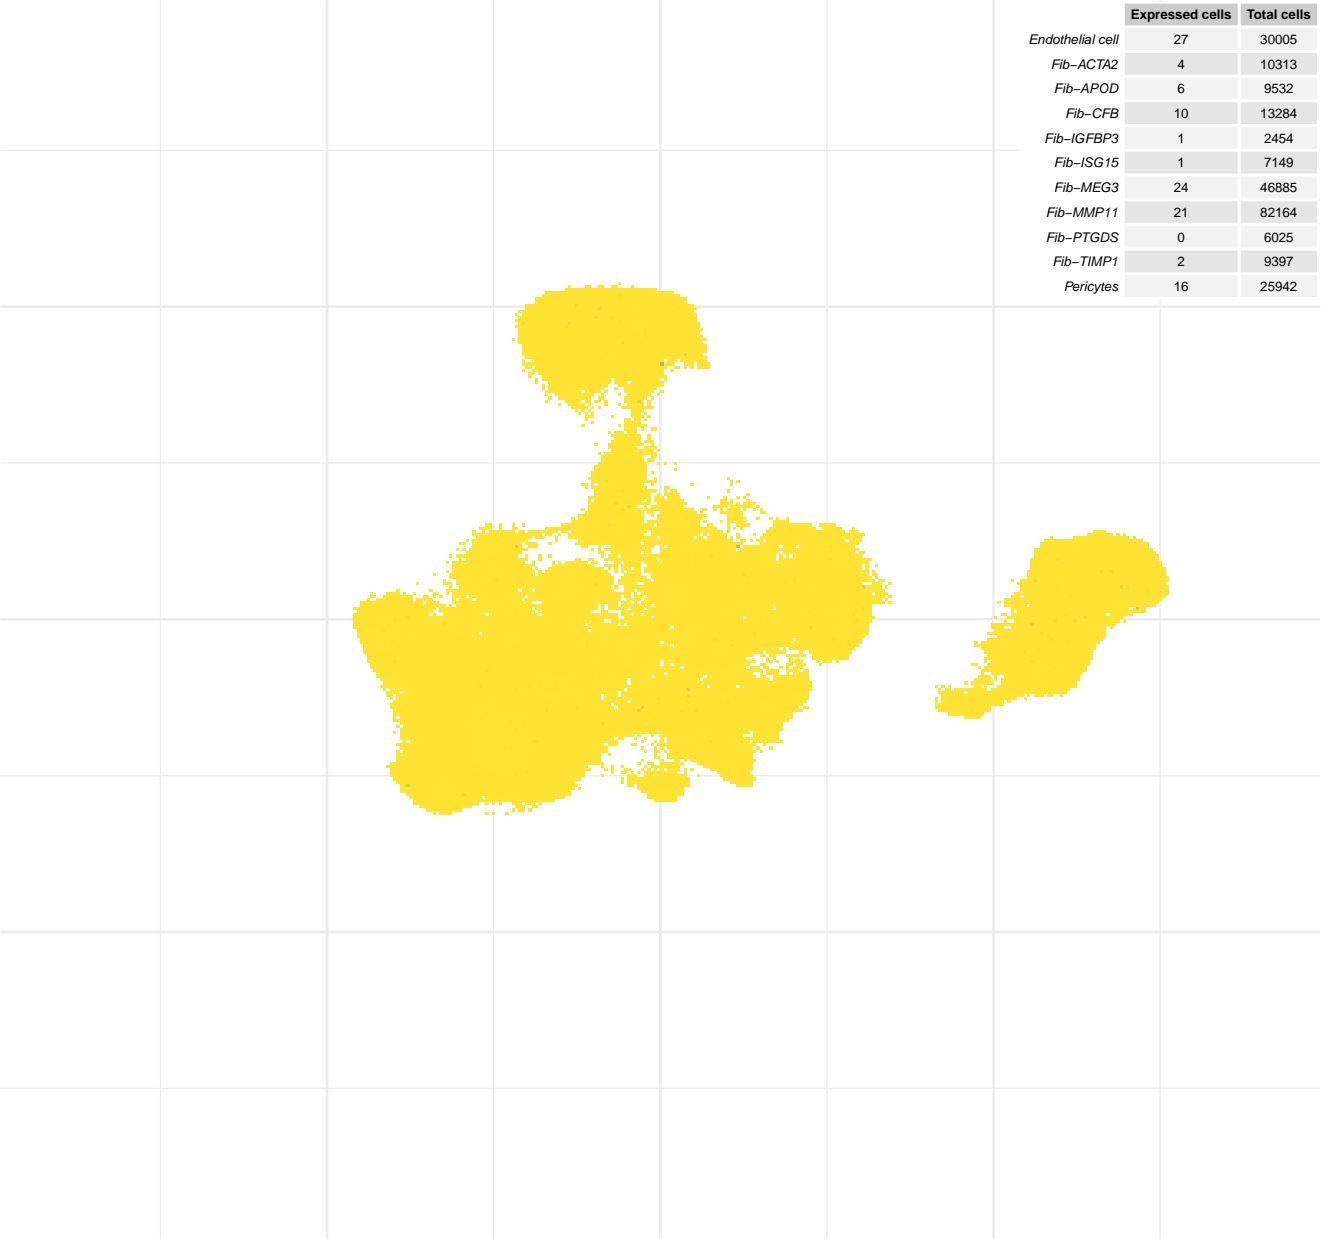 Expressed cells Total cells
Endothelial cell 27 30005
Fib−ACTA2 4 10313
Fib−APOD 6 9532
Fib−CFB 10 13284
Fib−IGFBP3 1 2454
Fib−ISG15 1 7149
Fib−MEG3 24 46885
Fib−MMP11 21 82164
Fib−PTGDS 0 6025
Fib−TIMP1 2 9397
Pericytes 16 25942